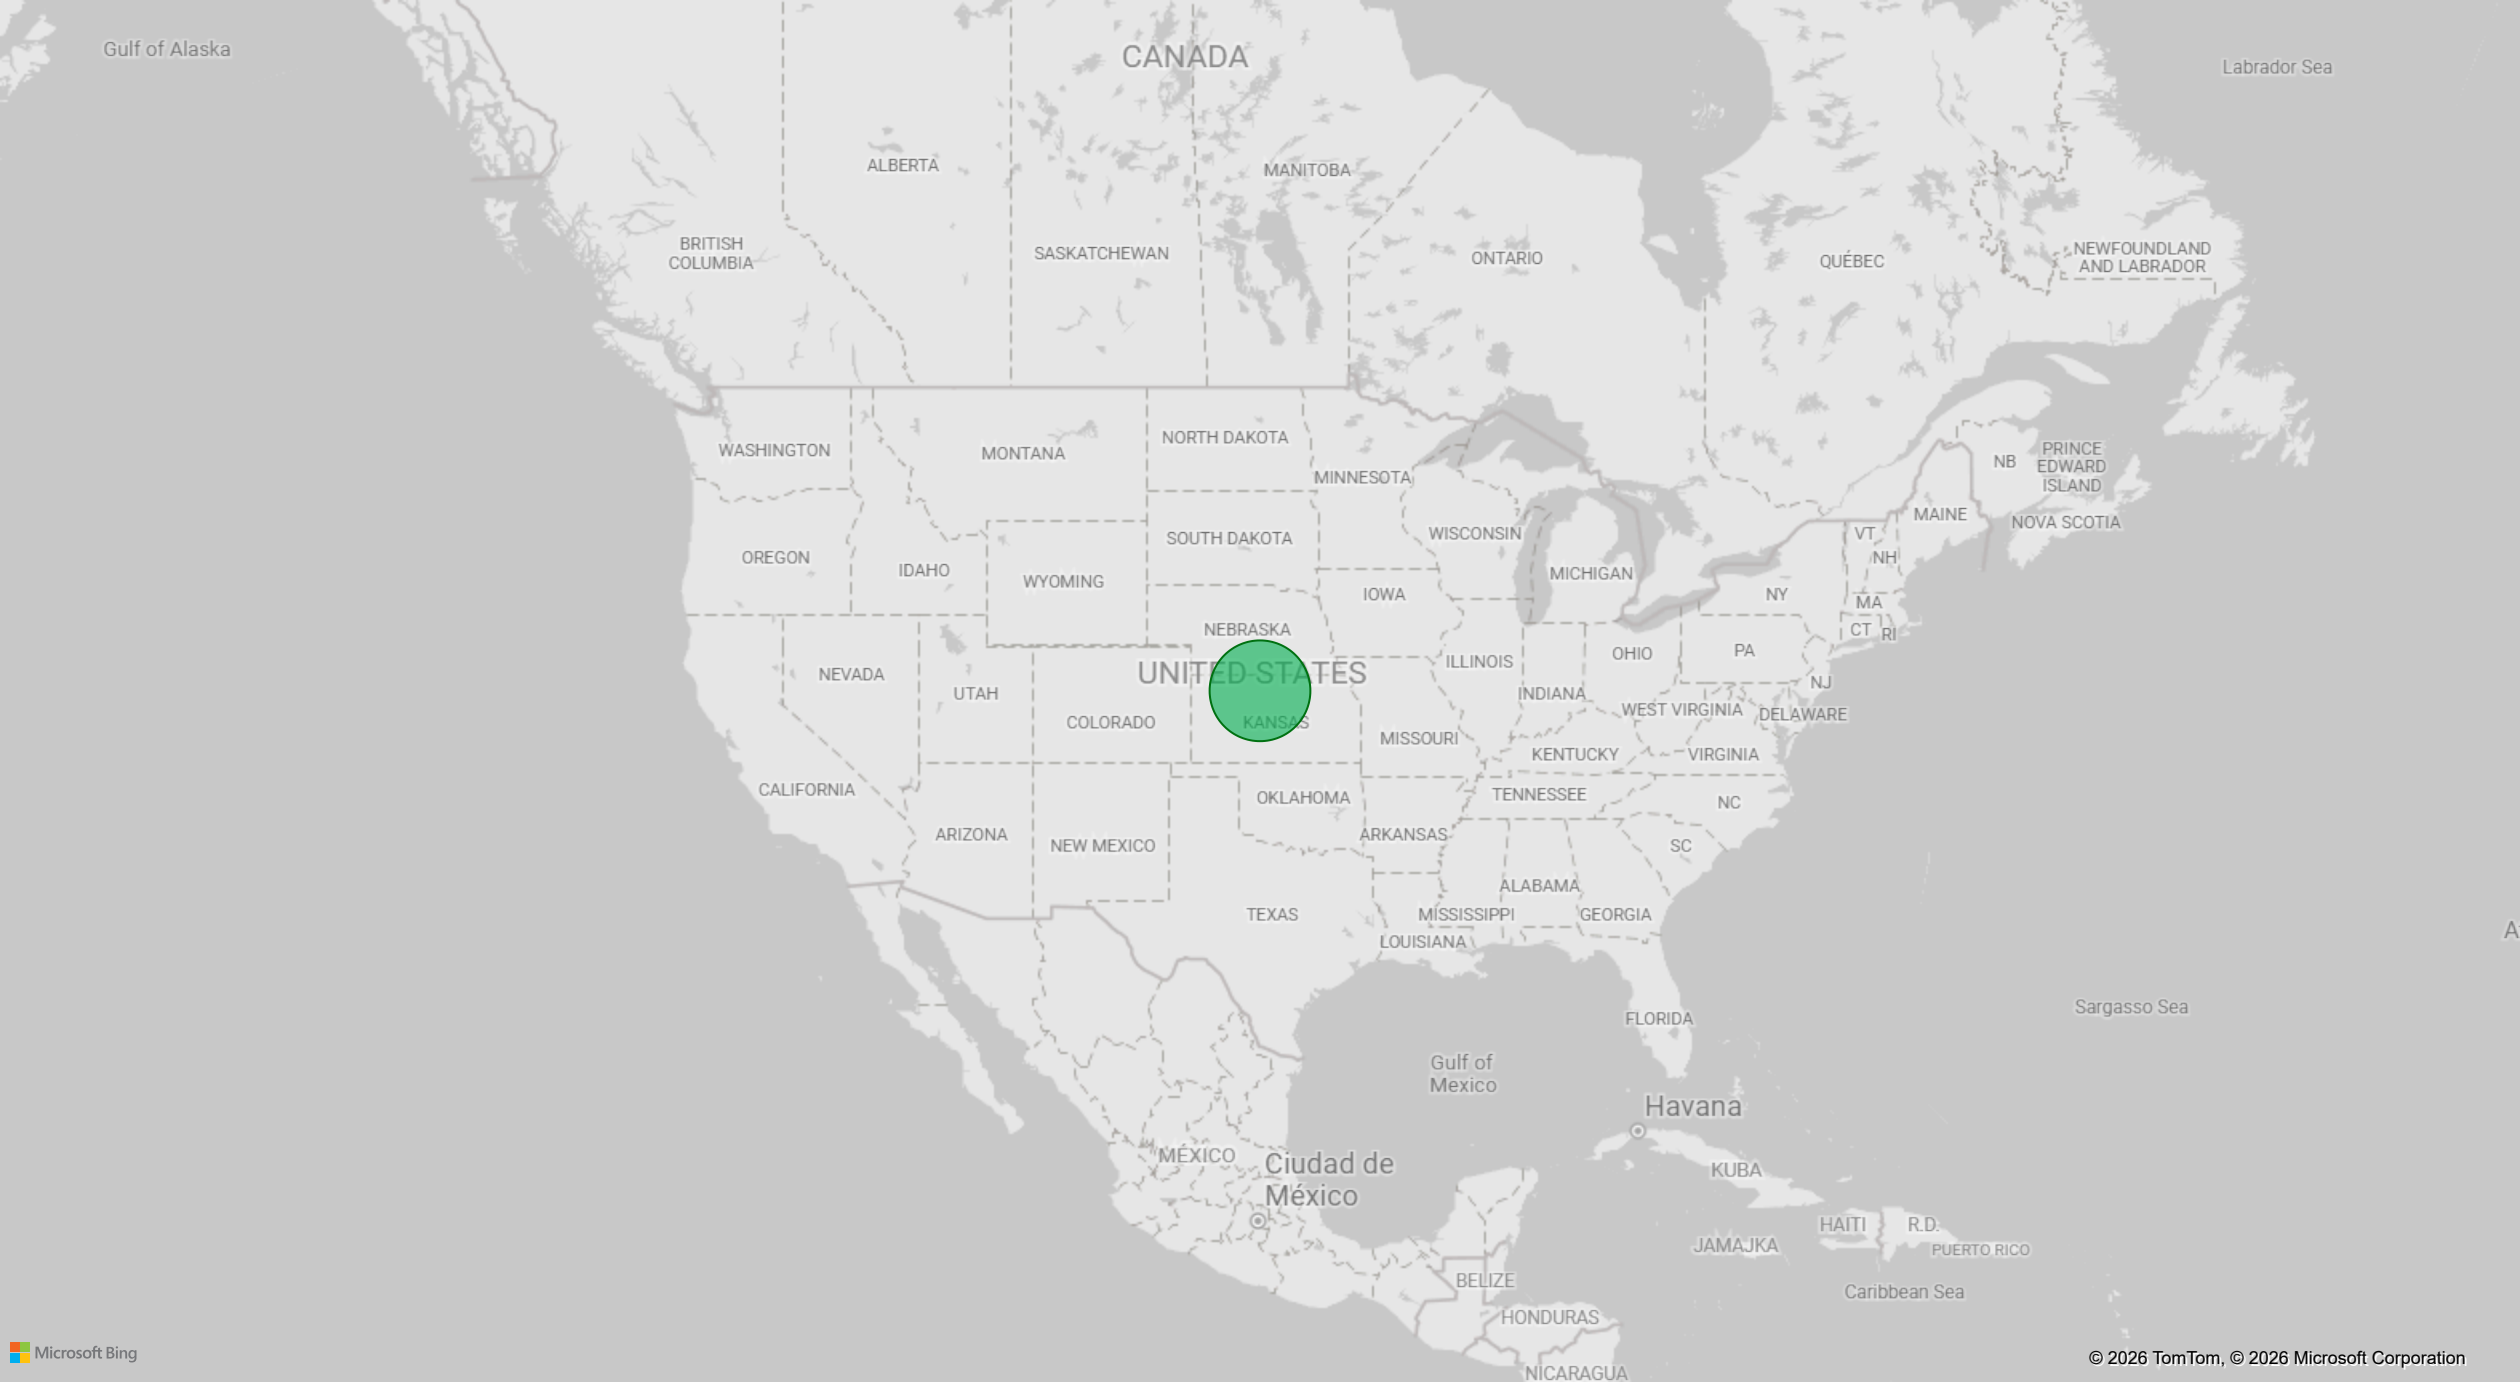 Gulf of Alaska
CANADA
Labrador Sea
ALBERTA
MANITOBA
BRITISH
COLUMBIA
SASKATCHEWAN
ONTARIO
QUÉBEC
NEWFOUNDLAND
AND LABRADOR
WASHINGTON
MONTANA
NORTH DAKOTA
MINNESOTA
NB
PRINCE
EDWARD
ISLAND
MAINE
NOVA SCOTIA
OREGON
IDAHO
WYOMING
SOUTH DAKOTA
WISCONSIN
MICHIGAN
VT
NH
IOWA
NY
MA
NEBRASKA
CT
RI
UNITED STATES
NEVADA
UTAH
COLORADO
KANSAS
ILLINOIS
INDIANA
OHIO
PA
NJ
WEST VIRGINIA
DELAWARE
MISSOURI
KENTUCKY
VIRGINIA
CALIFORNIA
ARIZONA
NEW MEXICO
OKLAHOMA
ARKANSAS
TENNESSEE
NC
SC
TEXAS
ALABAMA
MISSISSIPPI
GEORGIA
LOUISIANA
FLORIDA
Sargasso Sea
Gulf of
Mexico
Havana
MÉXICO
Ciudad de
México
KUBA
HAITI
R.D.
JAMAJKA
PUERTO RICO
BELIZE
Caribbean Sea
HONDURAS
NICARAGUA
Microsoft Bing
© 2026 TomTom, © 2026 Microsoft Corporation